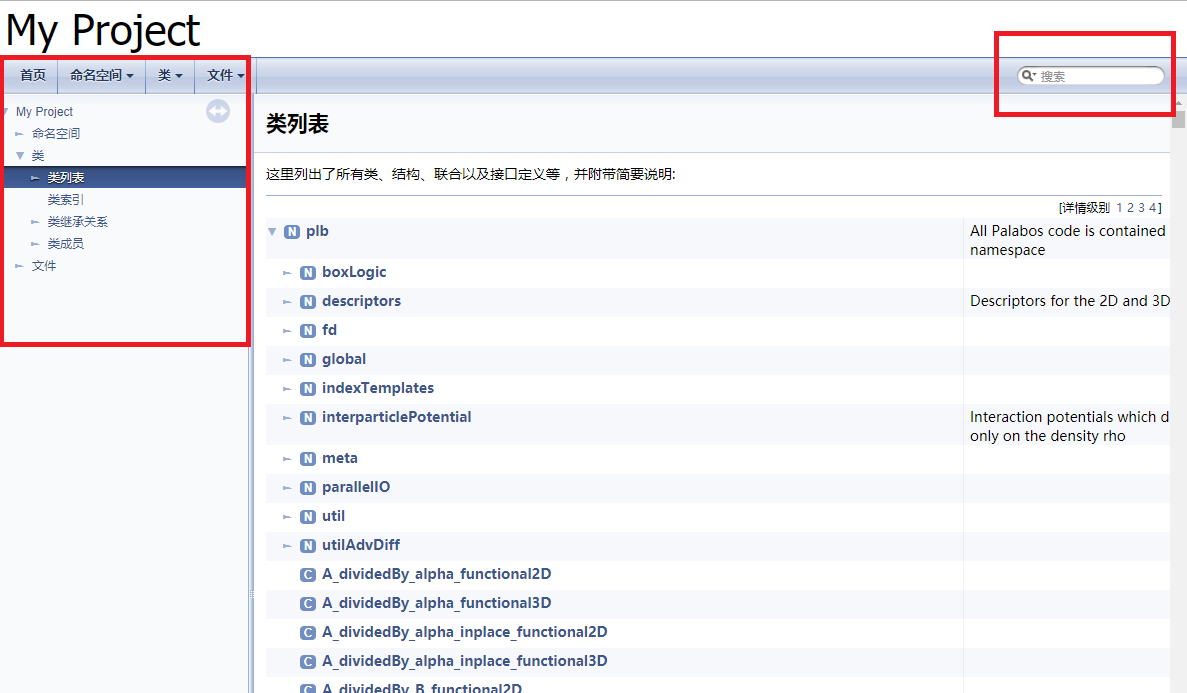 My Project
首页 命名空间 类 文件 搜索
My Project
命名空间
类
类列表
类索引
类继承关系
类成员
文件
类列表
这里列出了所有类、结构、联合以及接口定义等，并附带简要说明:
[详情级别 1 2 3 4]
N plb All Palabos code is contained
namespace
N boxLogic
N descriptors Descriptors for the 2D and 3D
N fd
N global
N indexTemplates
N interparticlePotential Interaction potentials which d
only on the density rho
N meta
N parallelIO
N util
N utilAdvDiff
C A_dividedBy_alpha_functional2D
C A_dividedBy_alpha_functional3D
C A_dividedBy_alpha_inplace_functional2D
C A_dividedBy_alpha_inplace_functional3D
C A_dividedBy_B_functional2D